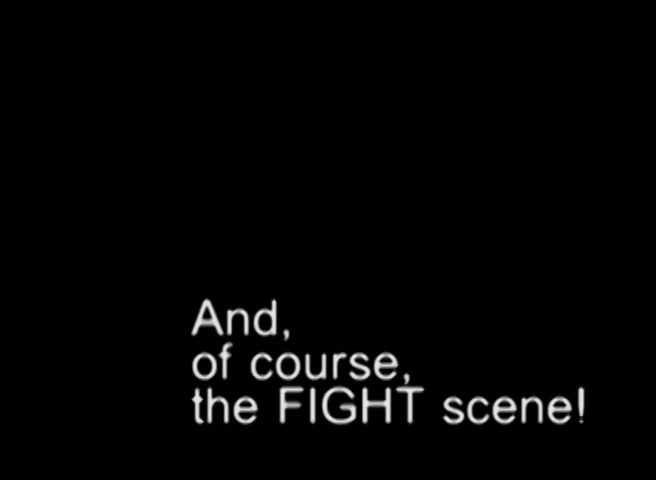 And,
of course,
the FIGHT scene!